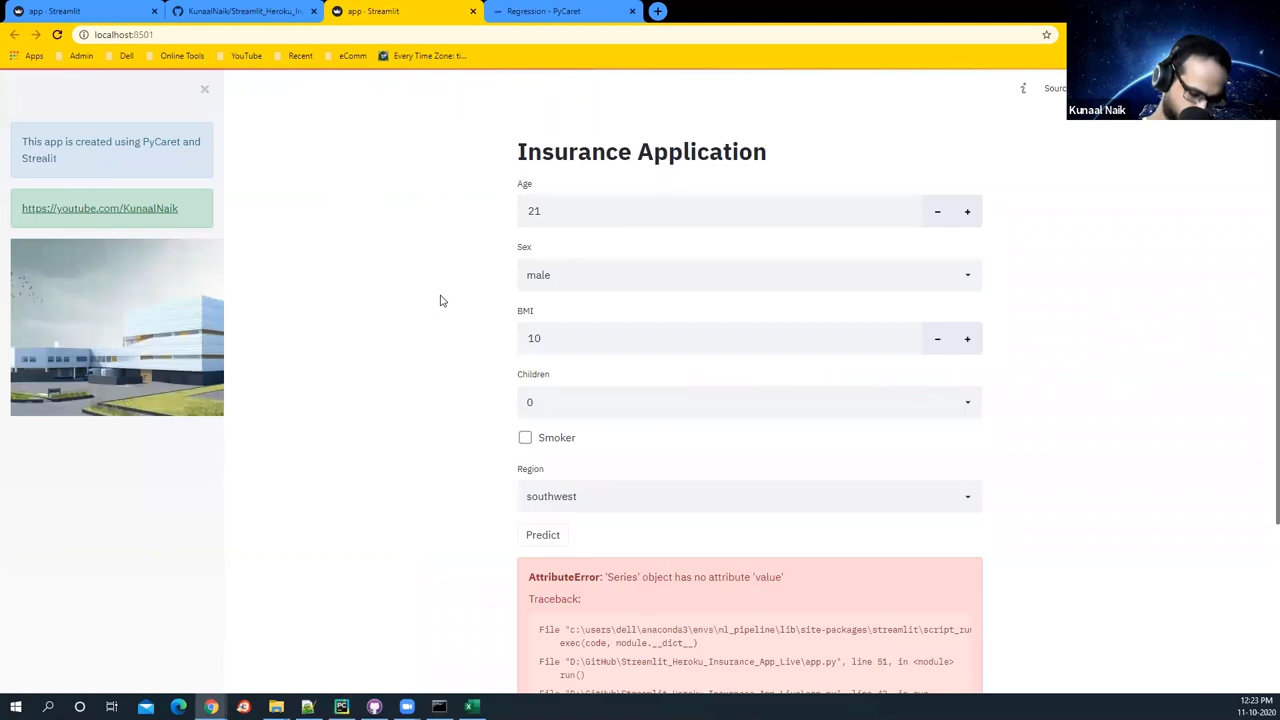 app · Streamlit
KunaalNaik/Streamlit_Heroku_In
app · Streamlit
Regression - PyCaret
localhost:8501
Apps
Admin
Dell
Online Tools
YouTube
Recent
eComm
Every Time Zone: ti...
Kunaal Naik
This app is created using PyCaret and
Strealit
https://youtube.com/KunaalNaik
Sourc
Insurance Application
Age
21
Sex
male
BMI
10
Children
0
Smoker
Region
southwest
Predict
AttributeError: 'Series' object has no attribute 'value'
Traceback:
File "c:\users\dell\anaconda3\envs\ml_pipeline\lib\site-packages\streamlit\script_run
exec(code, module.__dict__)
File "D:\GitHub\Streamlit_Heroku_Insurance_App_Live\app.py", line 51, in <module>
run()
12:23 PM
11-10-2020